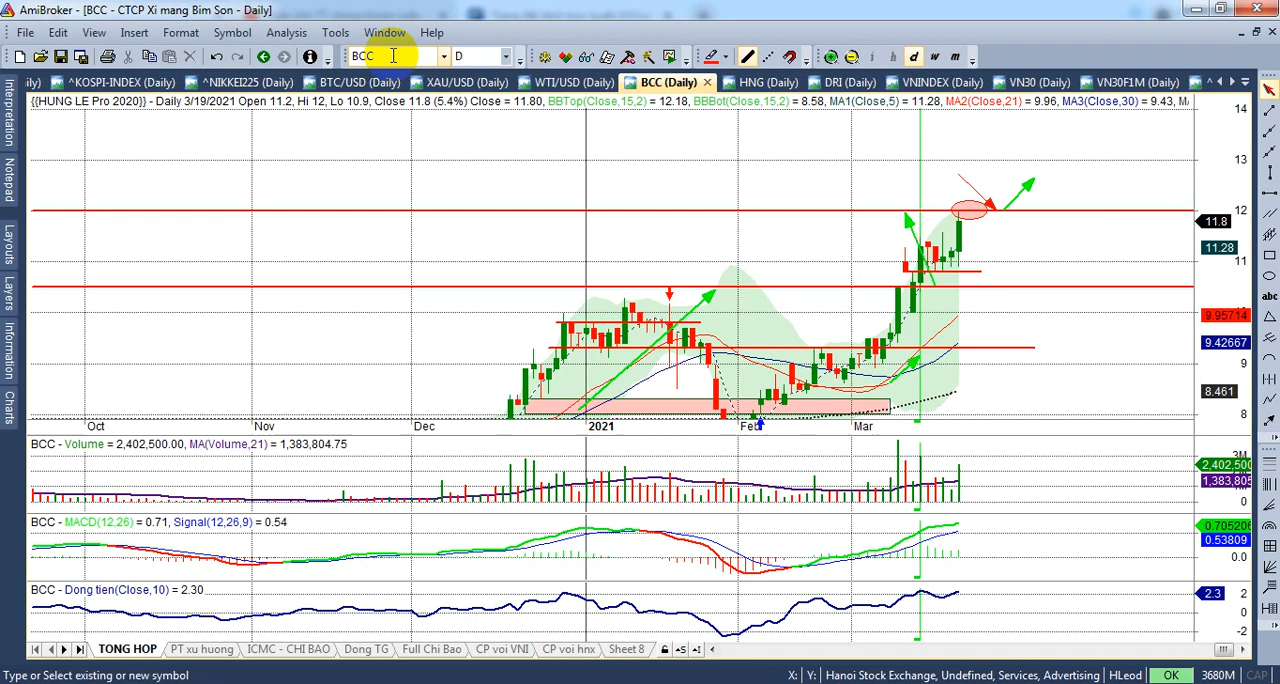 AmiBroker - [BCC - CTCP Xi mang Bim Son - Daily]
File Edit View Insert Format Symbol Analysis Tools Window Help
BCC D d w m
ily) ^KOSPI-INDEX (Daily) ^NIKKEI225 (Daily) BTC/USD (Daily) XAU/USD (Daily) WTI/USD (Daily) BCC (Daily) HNG (Daily) DRI (Daily) VNINDEX (Daily) VN30 (Daily) VN30F1M (Daily)
{{HUNG LE Pro 2020}} - Daily 3/19/2021 Open 11.2, Hi 12, Lo 10.9, Close 11.8 (5.4%) Close = 11.80, BBTop(Close,15,2) = 12.18, BBBot(Close,15,2) = 8.58, MA1(Close,5) = 11.28, MA2(Close,21) = 9.96, MA3(Close,30) = 9.43, M
Interpretation
Notepad
Layouts
Layers
Information
Charts
14
13
12
11.8
11.28
11
9.95714
9.42667
9
8.461
8
Oct Nov Dec 2021 Feb Mar
BCC - Volume = 2,402,500.00, MA(Volume,21) = 1,383,804.75
3M
2,402,500
1,383,805
0
BCC - MACD(12,26) = 0.71, Signal(12,26,9) = 0.54
0.705206
0.53809
0.0
BCC - Dong tien(Close,10) = 2.30
2.3
2
0
-2
TONG HOP PT xu huong ICMC - CHI BAO Dong TG Full Chi Bao CP voi VNI CP voi hnx Sheet 8
Type or Select existing or new symbol X: Y: Hanoi Stock Exchange, Undefined, Services, Advertising HLeod OK 3680M CAP
abc